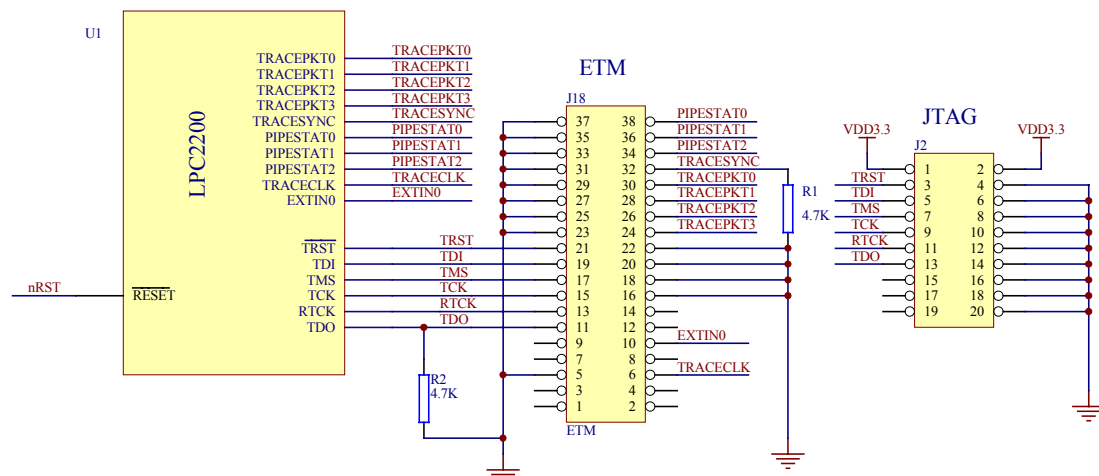 U1
LPC2200
TRACEPKT0 TRACEPKT0
TRACEPKT1 TRACEPKT1
TRACEPKT2 TRACEPKT2
TRACEPKT3 TRACEPKT3
TRACESYNC TRACESYNC
PIPESTAT0 PIPESTAT0
PIPESTAT1 PIPESTAT1
PIPESTAT2 PIPESTAT2
TRACECLK TRACECLK
EXTIN0 EXTIN0
TRST TRST
TDI TDI
TMS TMS
TCK TCK
RTCK RTCK
TDO TDO
nRST RESET
R2
4.7K
ETM
J18
37 38 PIPESTAT0
35 36 PIPESTAT1
33 34 PIPESTAT2
31 32 TRACESYNC
29 30 TRACEPKT0
27 28 TRACEPKT1
25 26 TRACEPKT2
23 24 TRACEPKT3
21 22
19 20
17 18
15 16
13 14
11 12
9 10 EXTIN0
7 8
5 6 TRACECLK
3 4
1 2
ETM
R1
4.7K
JTAG
VDD3.3 VDD3.3
J2
1 2
TRST 3 4
TDI 5 6
TMS 7 8
TCK 9 10
RTCK 11 12
TDO 13 14
15 16
17 18
19 20